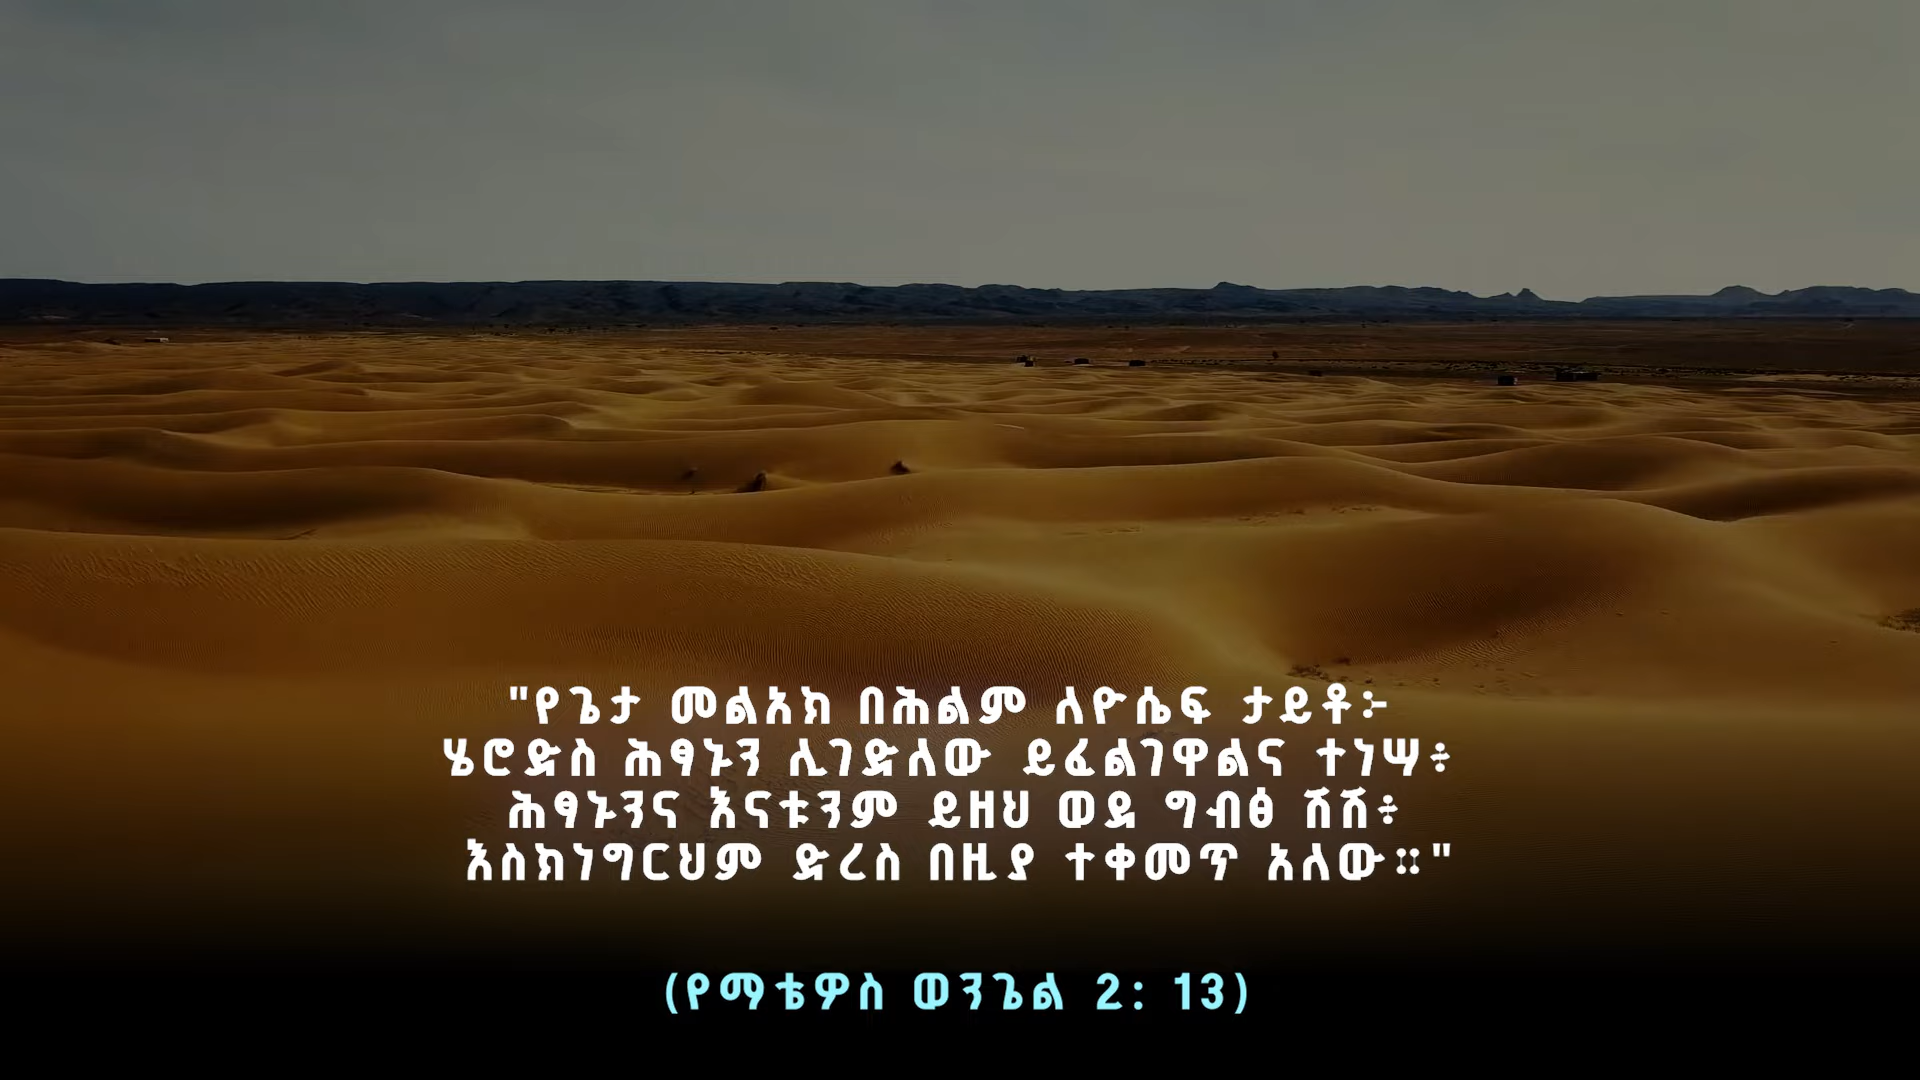 "የጌታ መልአክ በሕልም ለዮሴፍ ታይቶ፦
ሄሮድስ ሕፃኑን ሊገድለው ይፈልገዋልና ተነሣ፥
ሕፃኑንና እናቱንም ይዘህ ወደ ግብፅ ሽሽ፥
እስክነግርህም ድረስ በዚያ ተቀመጥ አለው።"
(የማቴዎስ ወንጌል 2: 13)